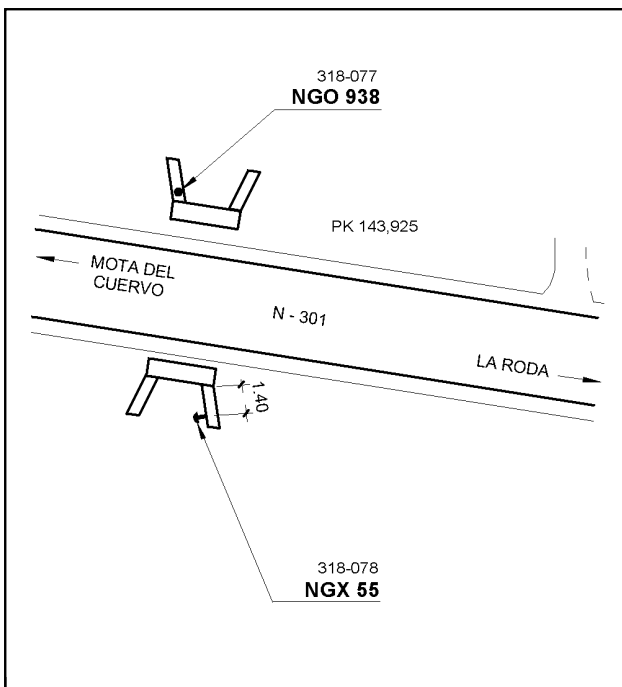 318-077
NGO 938
PK 143,925
MOTA DEL
CUERVO
N - 301
LA RODA
1.40
318-078
NGX 55